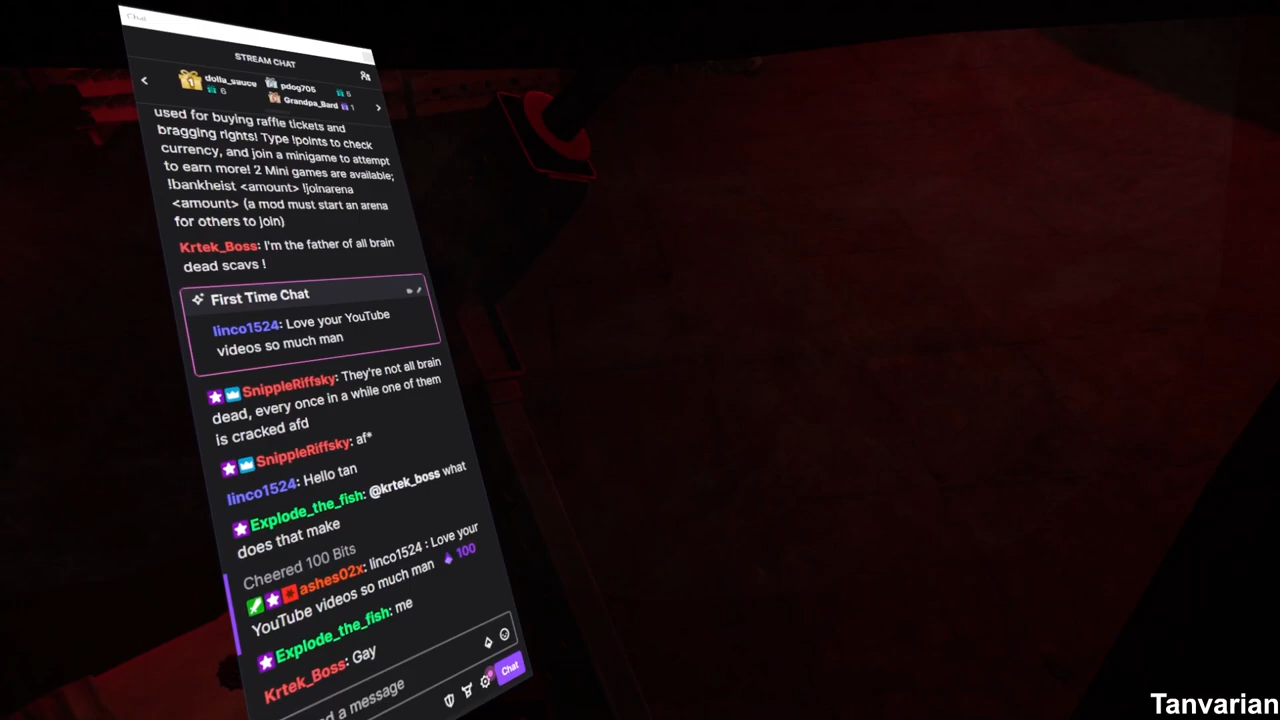 Chat
STREAM CHAT
dolla_sauce 6
pdog705 6
Grandpa_Bard 1
used for buying raffle tickets and
bragging rights! Type !points to check
currency, and join a minigame to attempt
to earn more! 2 Mini games are available;
!bankheist <amount> !joinarena
<amount> (a mod must start an arena
for others to join)
Krtek_Boss: I'm the father of all brain
dead scavs !
First Time Chat
linco1524: Love your YouTube
videos so much man
SnippleRiffsky: They're not all brain
dead, every once in a while one of them
is cracked afd
SnippleRiffsky: af*
linco1524: Hello tan
Explode_the_fish: @krtek_boss what
does that make
Cheered 100 Bits
ashes02x: linco1524 : Love your
YouTube videos so much man 100
Explode_the_fish: me
Krtek_Boss: Gay
d a message
Chat
Tanvarian